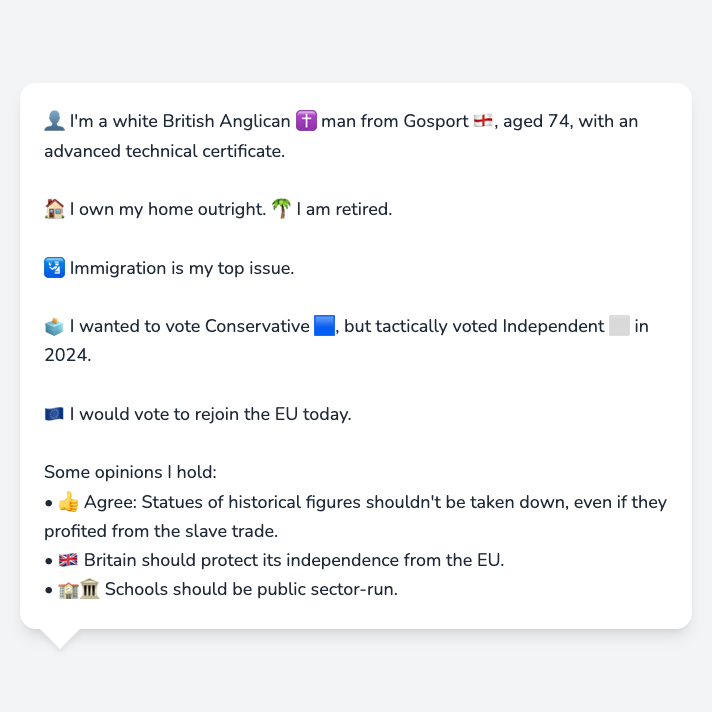 👤 I'm a white British Anglican ✝️ man from Gosport 🏴󠁧󠁢󠁥󠁮󠁧󠁿, aged 74, with an
advanced technical certificate.
🏠 I own my home outright. 🌴 I am retired.
🛂 Immigration is my top issue.
🗳️ I wanted to vote Conservative 🟦, but tactically voted Independent ⬜ in
2024.
🇪🇺 I would vote to rejoin the EU today.
Some opinions I hold:
• 👍 Agree: Statues of historical figures shouldn't be taken down, even if they
profited from the slave trade.
• 🇬🇧 Britain should protect its independence from the EU.
• 🏫🏛️ Schools should be public sector-run.